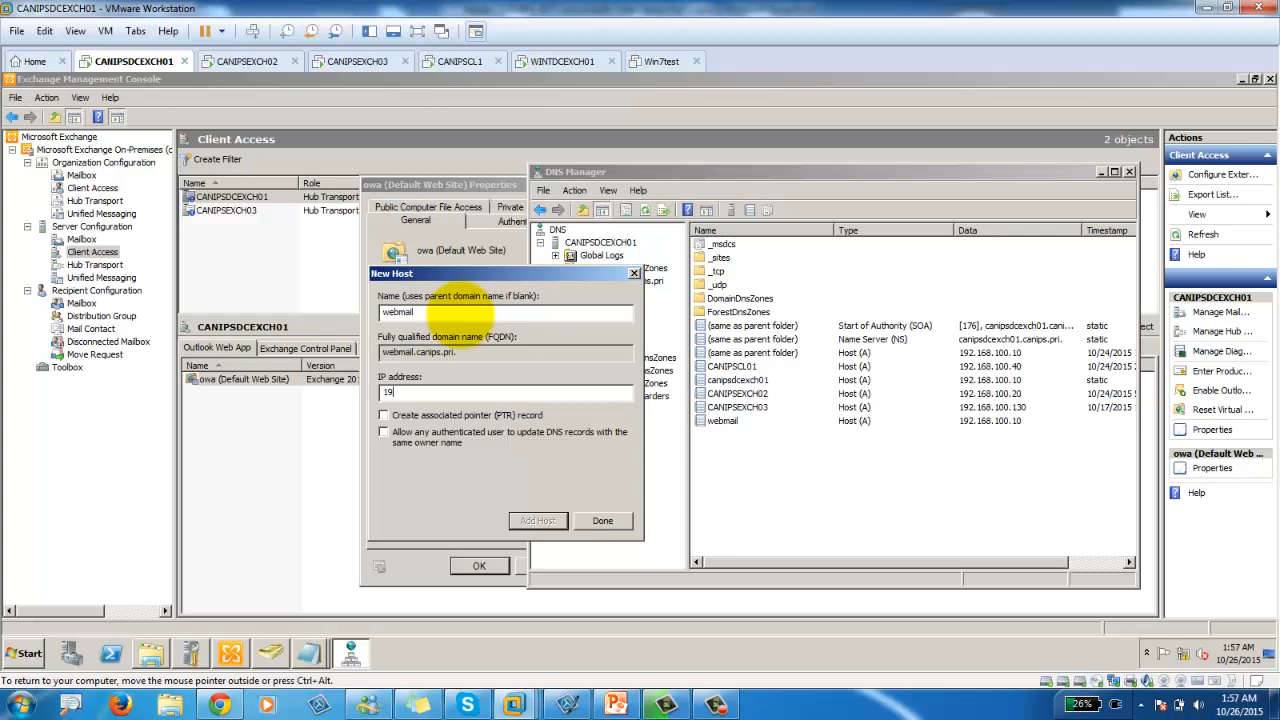 CANIPSDCEXCH01 - VMware Workstation
File Edit View VM Tabs Help
Home CANIPSDCEXCH01 CANIPSEXCH02 CANIPSEXCH03 CANIPSCL1 WINTDCEXCH01 Win7test
Exchange Management Console
File Action View Help
Microsoft Exchange
Microsoft Exchange On-Premises (c
Organization Configuration
Mailbox
Client Access
Hub Transport
Unified Messaging
Server Configuration
Mailbox
Client Access
Hub Transport
Unified Messaging
Recipient Configuration
Mailbox
Distribution Group
Mail Contact
Disconnected Mailbox
Move Request
Toolbox
Client Access 2 objects
Create Filter
Name Role
CANIPSDCEXCH01 Hub Transport
CANIPSEXCH03 Hub Transport
CANIPSDCEXCH01
Outlook Web App Exchange Control Panel
Name Version
owa (Default Web Site) Exchange 20
owa (Default Web Site) Properties
Public Computer File Access Private
General Authen
owa (Default Web Site)
OK
New Host
Name (uses parent domain name if blank):
webmail
Fully qualified domain name (FQDN):
webmail.canips.pri.
IP address:
19
Create associated pointer (PTR) record
Allow any authenticated user to update DNS records with the
same owner name
Add Host Done
DNS Manager
File Action View Help
DNS
CANIPSDCEXCH01
Global Logs
nZones
s.pri
nsZones
Zones
arders
Name Type Data Timestamp
_msdcs
_sites
_tcp
_udp
DomainDnsZones
ForestDnsZones
(same as parent folder) Start of Authority (SOA) [176], canipsdcexch01.cani... static
(same as parent folder) Name Server (NS) canipsdcexch01.canips.pri. static
(same as parent folder) Host (A) 192.168.100.10 10/24/2015
CANIPSCL01 Host (A) 192.168.100.40 10/24/2015
canipsdcexch01 Host (A) 192.168.100.10 static
CANIPSEXCH02 Host (A) 192.168.100.20 10/24/2015
CANIPSEXCH03 Host (A) 192.168.100.130 10/17/2015
webmail Host (A) 192.168.100.10
ect
Actions
Client Access
Configure Exter...
Export List...
View
Refresh
Help
CANIPSDCEXCH01
Manage Mail...
Manage Hub ...
Manage Diag...
Enter Produc...
Enable Outlo...
Reset Virtual ...
Properties
owa (Default Web ...
Properties
Help
Start
1:57 AM
10/26/2015
To return to your computer, move the mouse pointer outside or press Ctrl+Alt.
26%
1:57 AM
10/26/2015